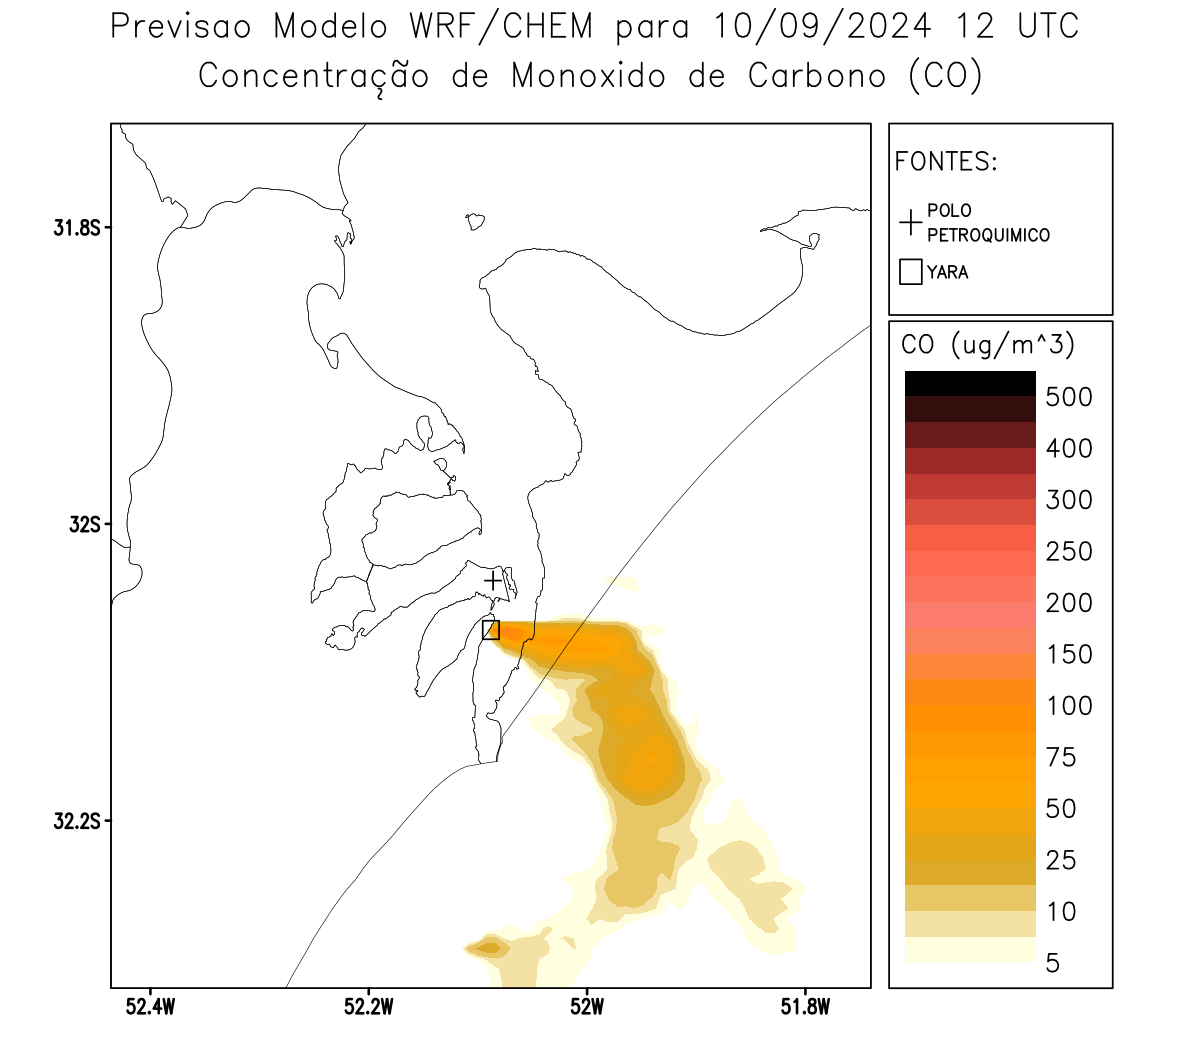 Previsao Modelo WRF/CHEM para 10/09/2024 12 UTC
Concentração de Monoxido de Carbono (CO)
FONTES:
POLO
PETROQUIMICO
YARA
CO (ug/m^3)
500
400
300
250
200
150
100
75
50
25
10
5
31.8S
32S
32.2S
52.4W
52.2W
52W
51.8W